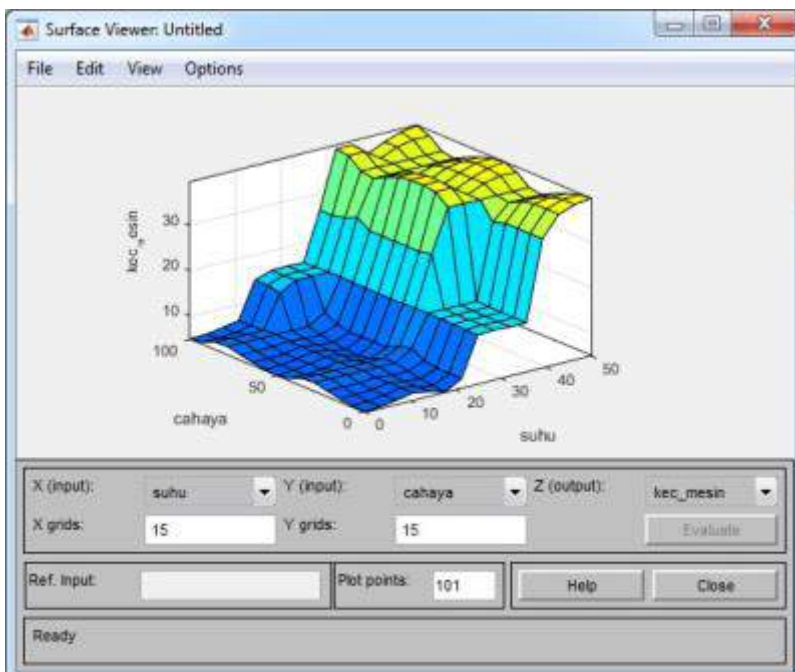 Surface Viewer: Untitled
File Edit View Options
kec_mesin
30
20
10
100
50
0
cahaya
0
10
20
30
40
50
suhu
X (input): suhu Y (input): cahaya Z (output): kec_mesin
X grids: 15 Y grids: 15 Evaluate
Ref. Input: Plot points: 101 Help Close
Ready